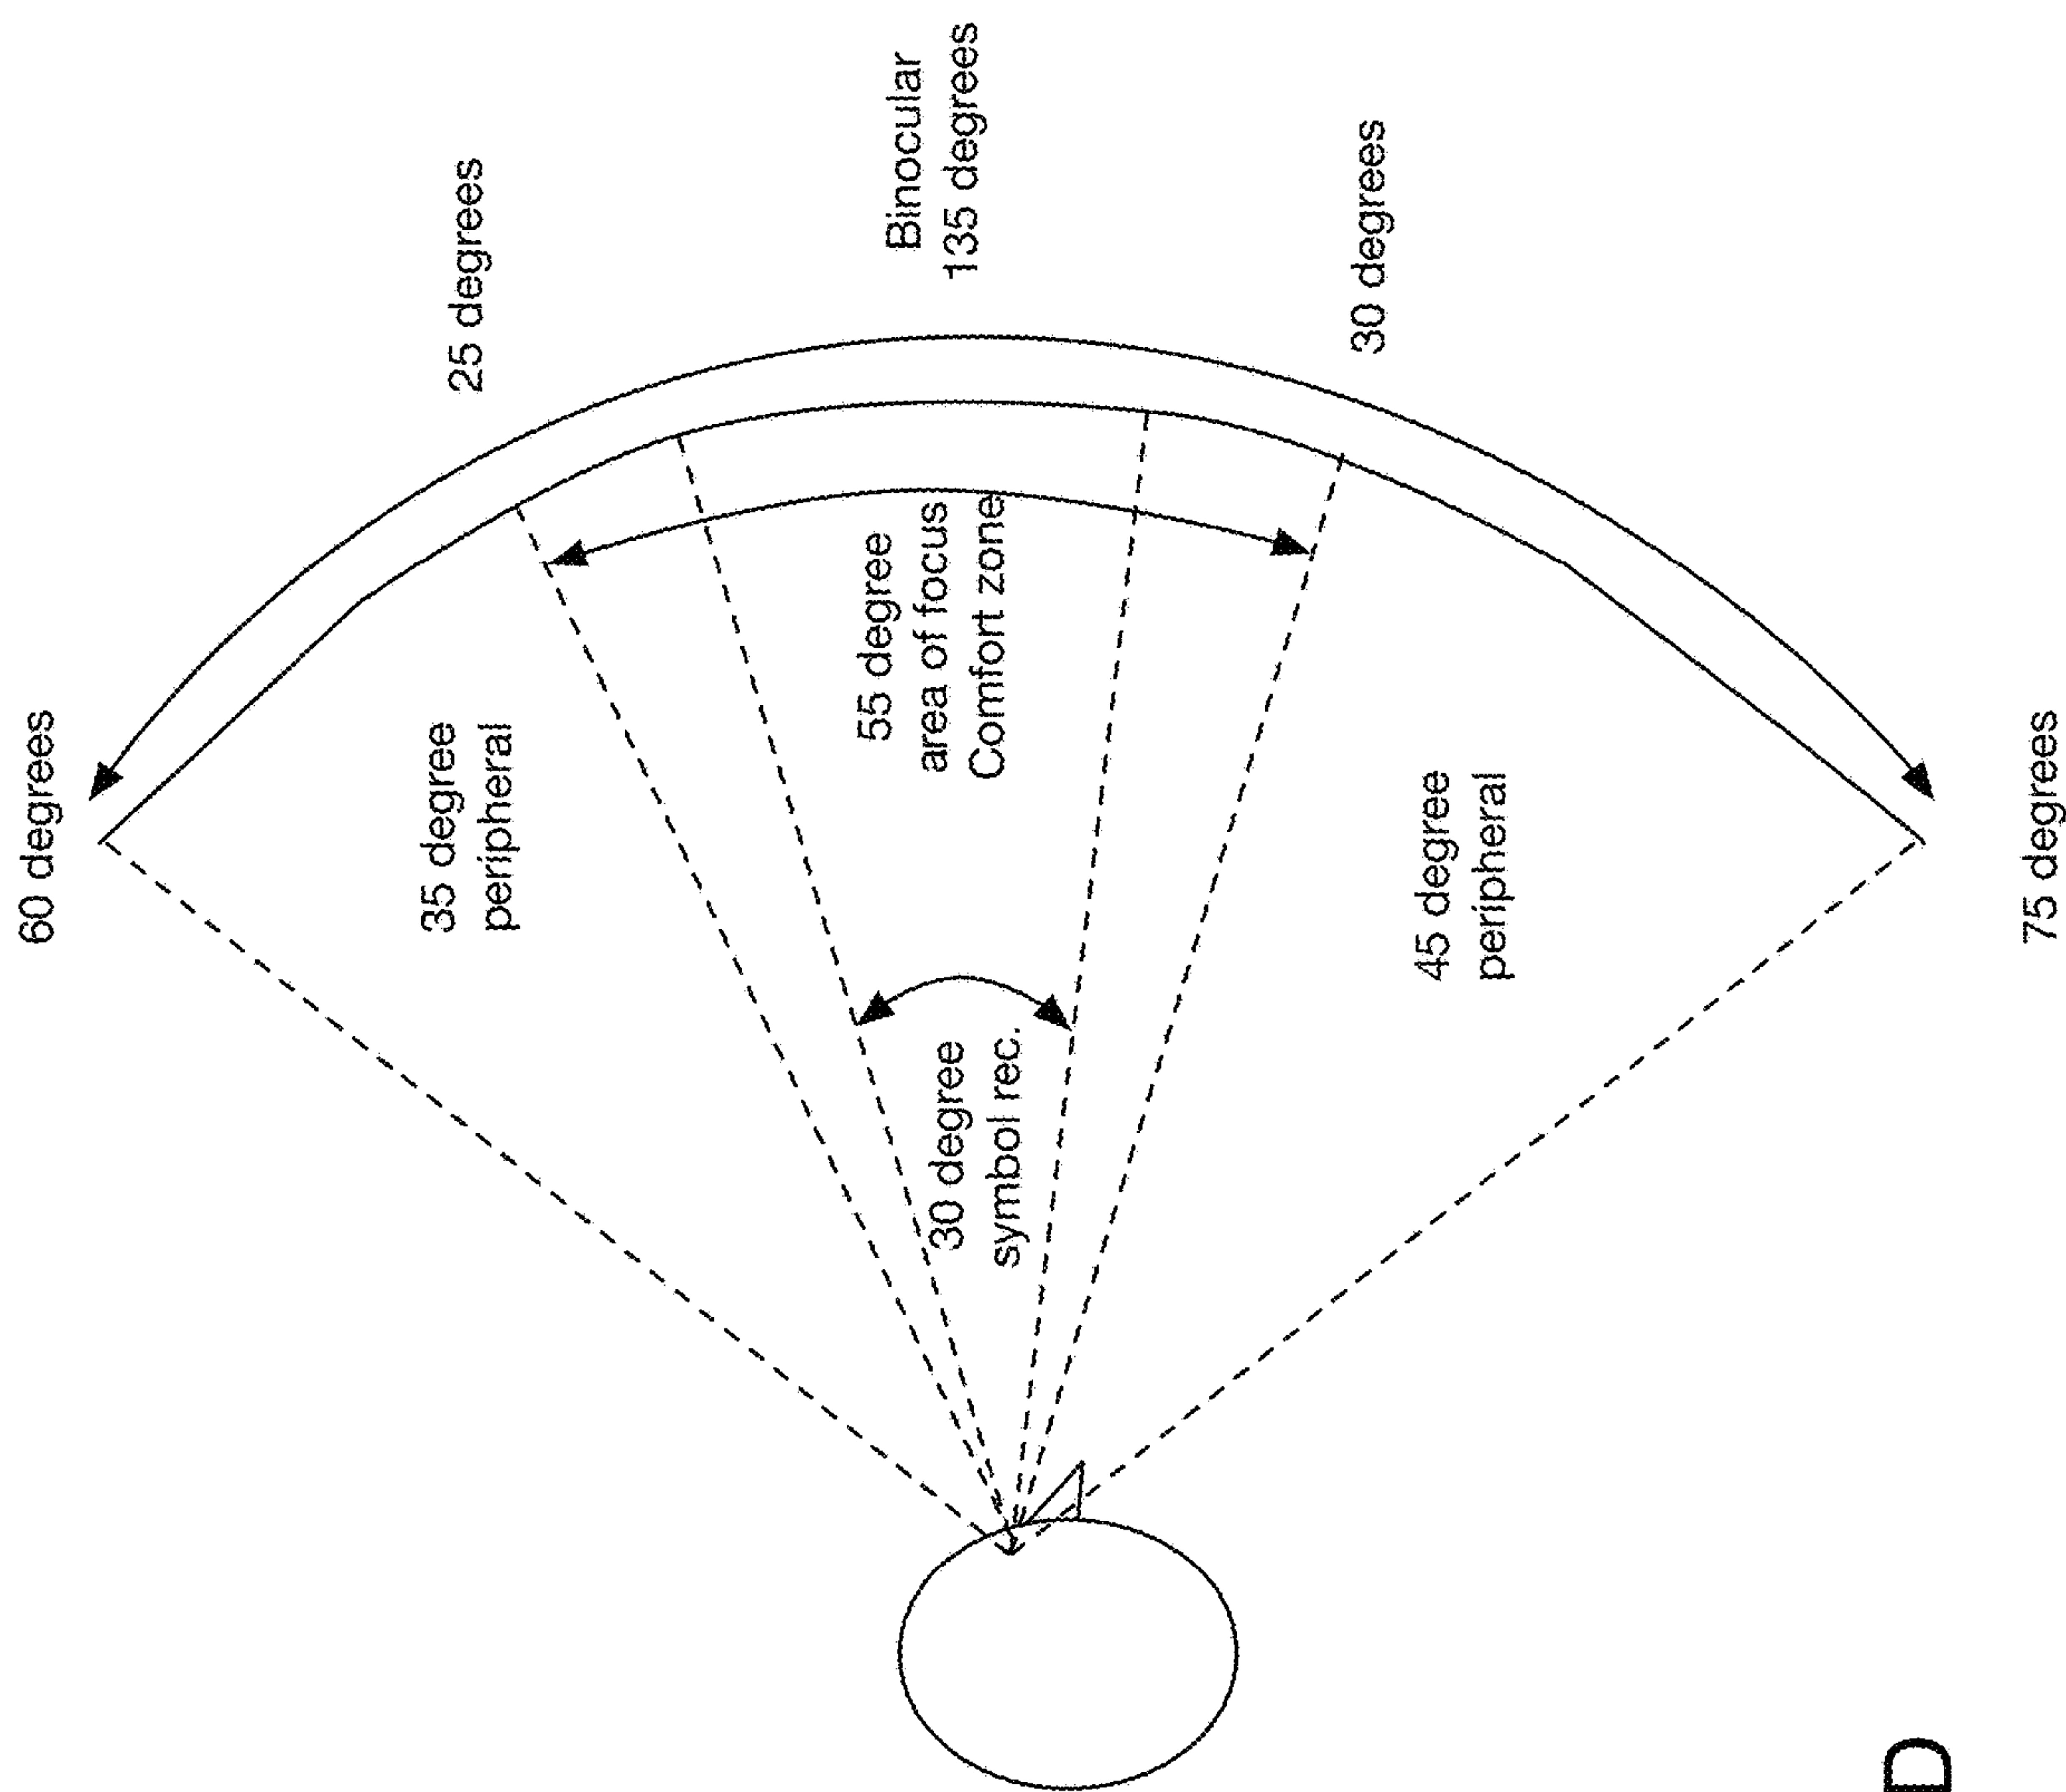 60 degrees
25 degrees
35 degree
peripheral
Binocular
135 degrees
55 degree
area of focus
Comfort zone
30 degree
symbol rec.
30 degrees
45 degree
peripheral
75 degrees
D